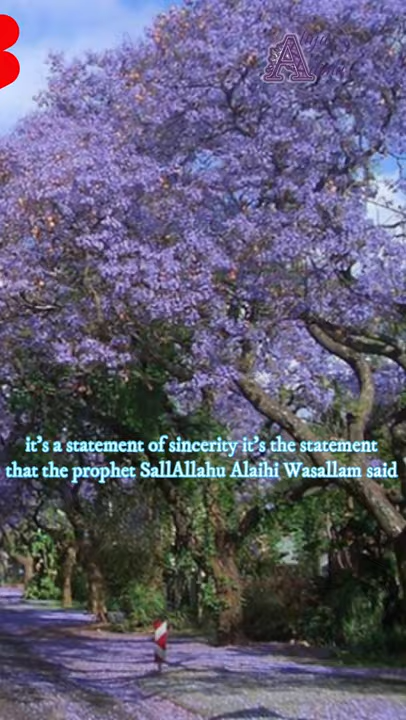 it's a statement of sincerity it's the statement
that the prophet SallAllahu Alaihi Wasallam said